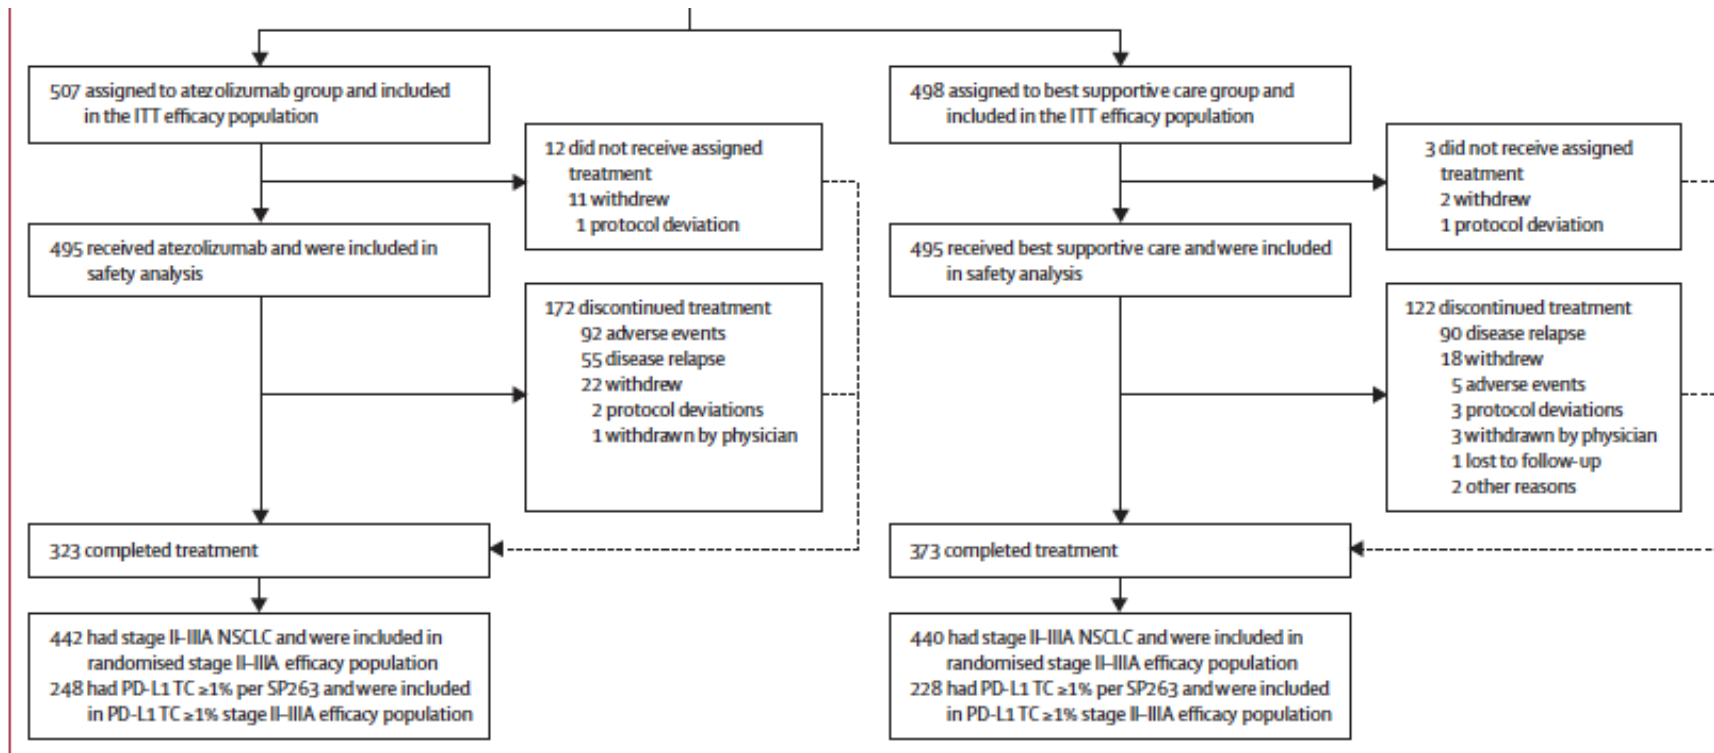 507 assigned to atezolizumab group and included
in the ITT efficacy population
12 did not receive assigned
treatment
11 withdrew
1 protocol deviation
495 received atezolizumab and were included in
safety analysis
172 discontinued treatment
92 adverse events
55 disease relapse
22 withdrew
2 protocol deviations
1 withdrawn by physician
323 completed treatment
442 had stage II–IIIA NSCLC and were included in
randomised stage II–IIIA efficacy population
248 had PD-L1 TC ≥1% per SP263 and were included
in PD-L1 TC ≥1% stage II–IIIA efficacy population
498 assigned to best supportive care group and
included in the ITT efficacy population
3 did not receive assigned
treatment
2 withdrew
1 protocol deviation
495 received best supportive care and were included
in safety analysis
122 discontinued treatment
90 disease relapse
18 withdrew
5 adverse events
3 protocol deviations
3 withdrawn by physician
1 lost to follow-up
2 other reasons
373 completed treatment
440 had stage II–IIIA NSCLC and were included in
randomised stage II–IIIA efficacy population
228 had PD-L1 TC ≥1% per SP263 and were included
in PD-L1 TC ≥1% stage II–IIIA efficacy population